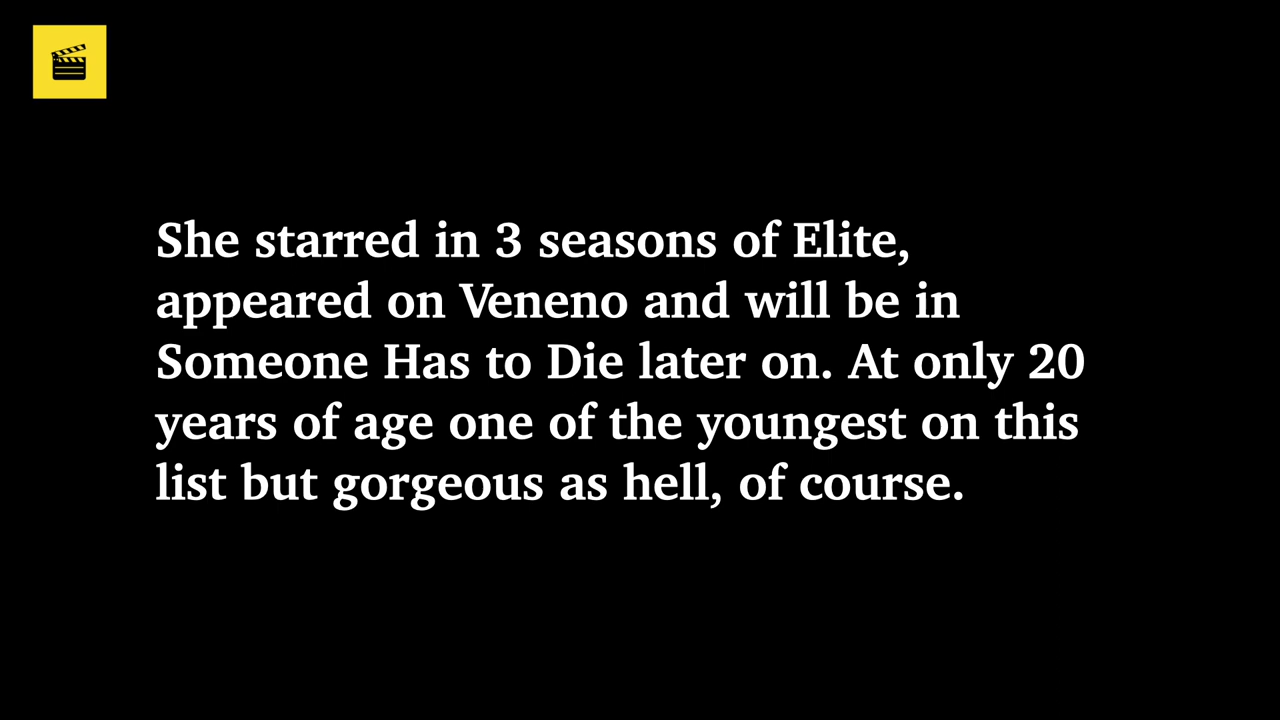 She starred in 3 seasons of Elite,
appeared on Veneno and will be in
Someone Has to Die later on. At only 20
years of age one of the youngest on this
list but gorgeous as hell, of course.